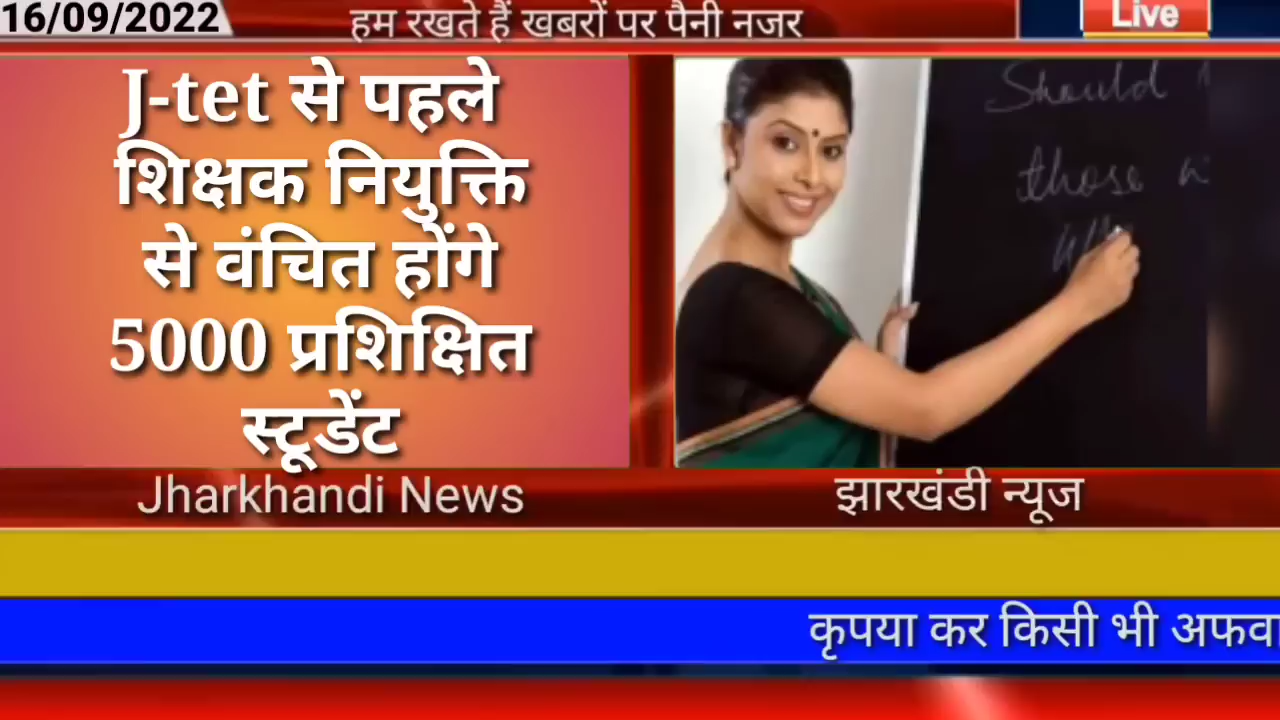 16/09/2022
हम रखते हैं खबरों पर पैनी नजर
Live
J-tet से पहले
शिक्षक नियुक्ति
से वंचित होंगे
5000 प्रशिक्षित
स्टूडेंट
Should
those
Jharkhandi News
झारखंडी न्यूज
कृपया कर किसी भी